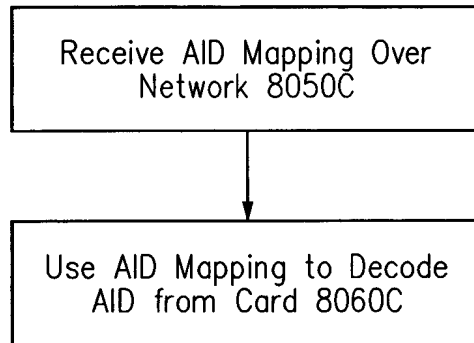 Receive AID Mapping Over
Network 8050C
Use AID Mapping to Decode
AID from Card 8060C